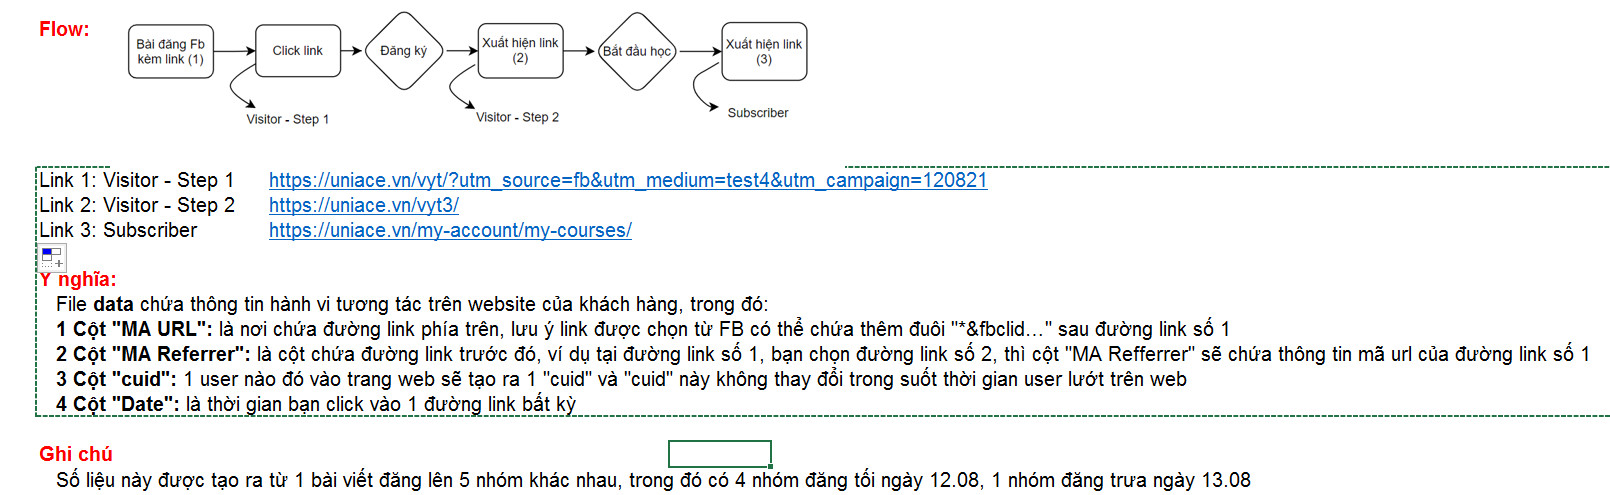 Flow:
Bài đăng Fb
kèm link (1)
Click link
Đăng ký
Xuất hiện link
(2)
Bắt đầu học
Xuất hiện link
(3)
Visitor - Step 1
Visitor - Step 2
Subscriber
Link 1: Visitor - Step 1 https://uniace.vn/vyt/?utm_source=fb&utm_medium=test4&utm_campaign=120821
Link 2: Visitor - Step 2 https://uniace.vn/vyt3/
Link 3: Subscriber https://uniace.vn/my-account/my-courses/
Ý nghĩa:
File data chứa thông tin hành vi tương tác trên website của khách hàng, trong đó:
1 Cột "MA URL": là nơi chứa đường link phía trên, lưu ý link được chọn từ FB có thể chứa thêm đuôi "*&fbclid..." sau đường link số 1
2 Cột "MA Referrer": là cột chứa đường link trước đó, ví dụ tại đường link số 1, bạn chọn đường link số 2, thì cột "MA Refferrer" sẽ chứa thông tin mã url của đường link số 1
3 Cột "cuid": 1 user nào đó vào trang web sẽ tạo ra 1 "cuid" và "cuid" này không thay đổi trong suốt thời gian user lướt trên web
4 Cột "Date": là thời gian bạn click vào 1 đường link bất kỳ
Ghi chú
Số liệu này được tạo ra từ 1 bài viết đăng lên 5 nhóm khác nhau, trong đó có 4 nhóm đăng tối ngày 12.08, 1 nhóm đăng trưa ngày 13.08